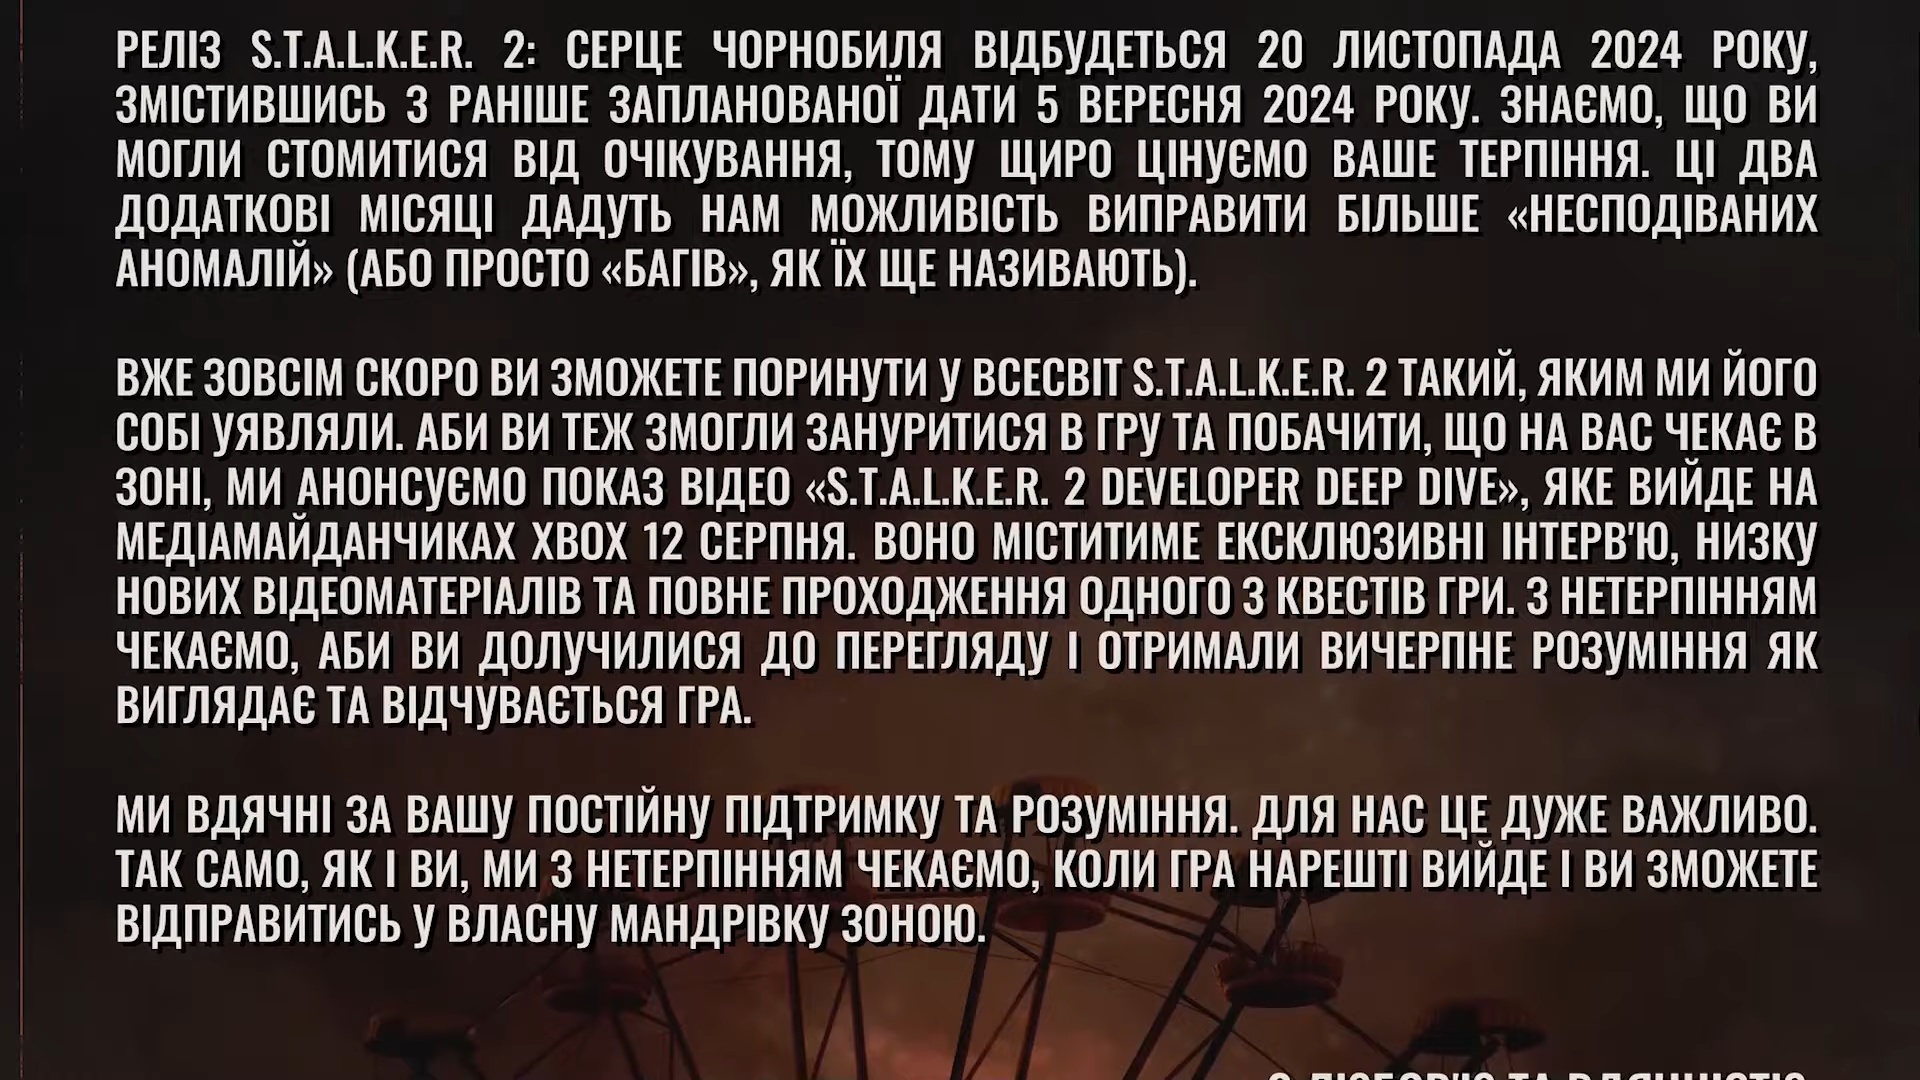 РЕЛІЗ S.T.A.L.K.E.R. 2: СЕРЦЕ ЧОРНОБИЛЯ ВІДБУДЕТЬСЯ 20 ЛИСТОПАДА 2024 РОКУ,
ЗМІСТИВШИСЬ З РАНІШЕ ЗАПЛАНОВАНОЇ ДАТИ 5 ВЕРЕСНЯ 2024 РОКУ. ЗНАЄМО, ЩО ВИ
МОГЛИ СТОМИТИСЯ ВІД ОЧІКУВАННЯ, ТОМУ ЩИРО ЦІНУЄМО ВАШЕ ТЕРПІННЯ. ЦІ ДВА
ДОДАТКОВІ МІСЯЦІ ДАДУТЬ НАМ МОЖЛИВІСТЬ ВИПРАВИТИ БІЛЬШЕ «НЕСПОДІВАНИХ
АНОМАЛІЙ» (АБО ПРОСТО «БАГІВ», ЯК ЇХ ЩЕ НАЗИВАЮТЬ).
ВЖЕ ЗОВСІМ СКОРО ВИ ЗМОЖЕТЕ ПОРИНУТИ У ВСЕСВІТ S.T.A.L.K.E.R. 2 ТАКИЙ, ЯКИМ МИ ЙОГО
СОБІ УЯВЛЯЛИ. АБИ ВИ ТЕЖ ЗМОГЛИ ЗАНУРИТИСЯ В ГРУ ТА ПОБАЧИТИ, ЩО НА ВАС ЧЕКАЄ В
ЗОНІ, МИ АНОНСУЄМО ПОКАЗ ВІДЕО «S.T.A.L.K.E.R. 2 DEVELOPER DEEP DIVE», ЯКЕ ВИЙДЕ НА
МЕДІАМАЙДАНЧИКАХ XBOX 12 СЕРПНЯ. ВОНО МІСТИТИМЕ ЕКСКЛЮЗИВНІ ІНТЕРВ'Ю, НИЗКУ
НОВИХ ВІДЕОМАТЕРІАЛІВ ТА ПОВНЕ ПРОХОДЖЕННЯ ОДНОГО З КВЕСТІВ ГРИ. З НЕТЕРПІННЯМ
ЧЕКАЄМО, АБИ ВИ ДОЛУЧИЛИСЯ ДО ПЕРЕГЛЯДУ І ОТРИМАЛИ ВИЧЕРПНЕ РОЗУМІННЯ ЯК
ВИГЛЯДАЄ ТА ВІДЧУВАЄТЬСЯ ГРА.
МИ ВДЯЧНІ ЗА ВАШУ ПОСТІЙНУ ПІДТРИМКУ ТА РОЗУМІННЯ. ДЛЯ НАС ЦЕ ДУЖЕ ВАЖЛИВО.
ТАК САМО, ЯК І ВИ, МИ З НЕТЕРПІННЯМ ЧЕКАЄМО, КОЛИ ГРА НАРЕШТІ ВИЙДЕ І ВИ ЗМОЖЕТЕ
ВІДПРАВИТИСЬ У ВЛАСНУ МАНДРІВКУ ЗОНОЮ.